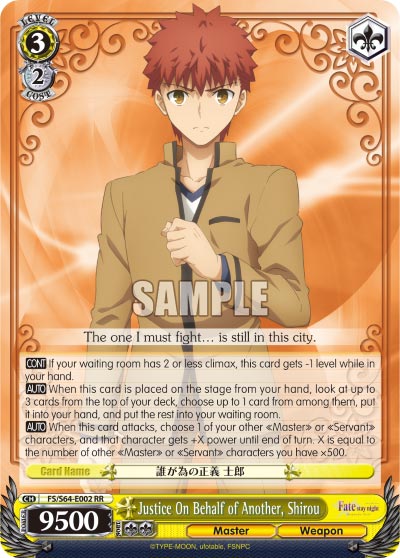 LEVEL
3
2
COST
SAMPLE
The one I must fight… is still in this city.
CONT If your waiting room has 2 or less climax, this card gets -1 level while in
your hand.
AUTO When this card is placed on the stage from your hand, look at up to
3 cards from the top of your deck, choose up to 1 card from among them, put
it into your hand, and put the rest into your waiting room.
AUTO When this card attacks, choose 1 of your other «Master» or «Servant»
characters, and that character gets +X power until end of turn. X is equal to
the number of other «Master» or «Servant» characters you have ×500.
Card Name
誰が為の正義 士郎
CH FS/S64-E002 RR
Justice On Behalf of Another, Shirou
POWER
9500
SOUL
Master
Weapon
Fate stay night
©TYPE-MOON, ufotable, FSNPC